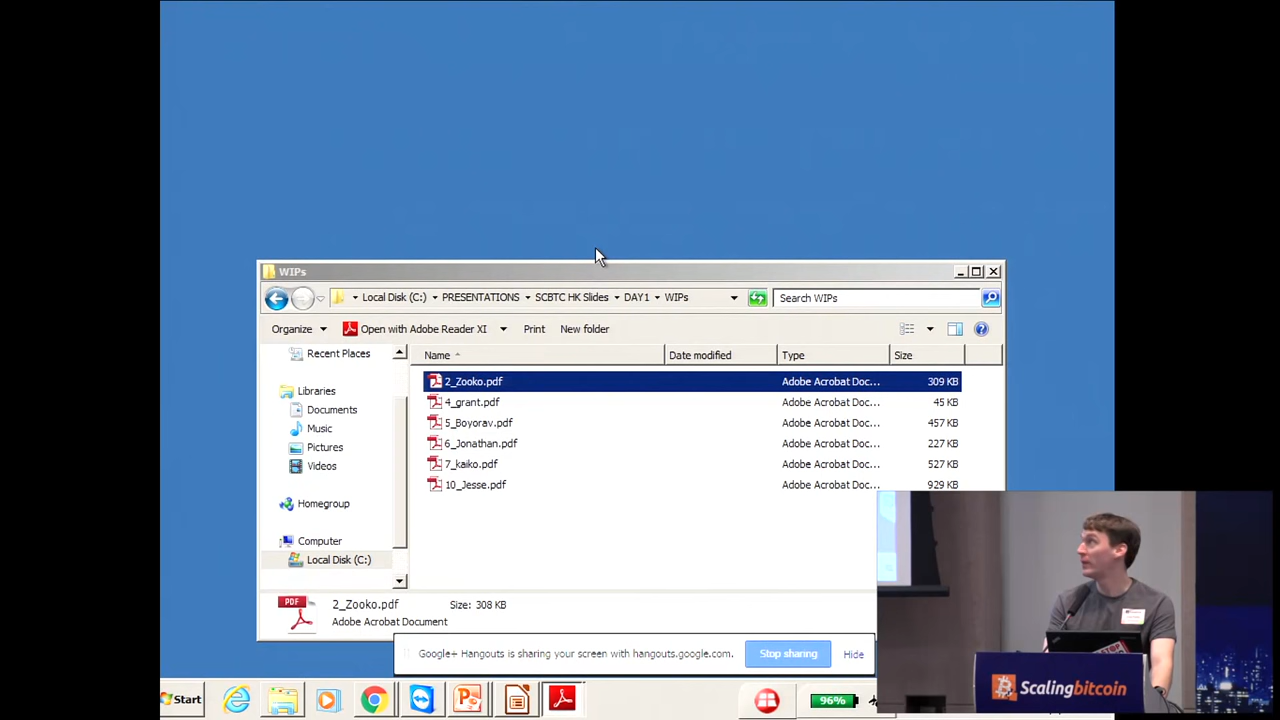 WIPs
Local Disk (C:) PRESENTATIONS SCBTC HK Slides DAY1 WIPs Search WIPs
Organize Open with Adobe Reader XI Print New folder
Name Date modified Type Size
Recent Places
Libraries
Documents
Music
Pictures
Videos
Homegroup
Computer
Local Disk (C:)
2_Zooko.pdf Adobe Acrobat Doc... 309 KB
4_grant.pdf Adobe Acrobat Doc... 45 KB
5_Boyorav.pdf Adobe Acrobat Doc... 457 KB
6_Jonathan.pdf Adobe Acrobat Doc... 227 KB
7_kaiko.pdf Adobe Acrobat Doc... 527 KB
10_Jesse.pdf Adobe Acrobat Doc... 929 KB
PDF
2_Zooko.pdf Size: 308 KB
Adobe Acrobat Document
Google+ Hangouts is sharing your screen with hangouts.google.com. Stop sharing Hide
Start 96%
Scalingbitcoin